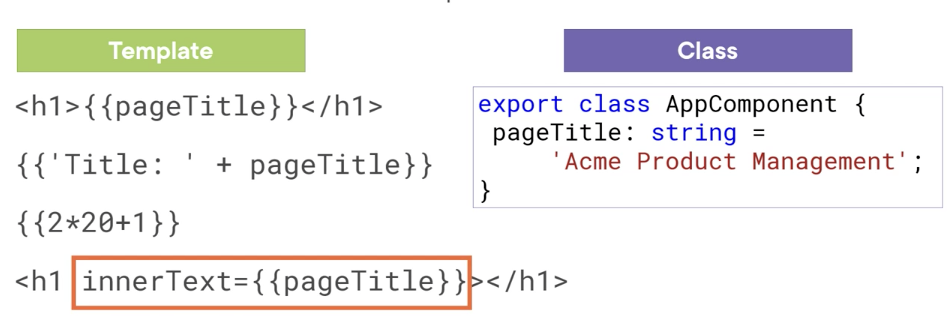 Template
<h1>{{pageTitle}}</h1>
{{'Title: ' + pageTitle}}
{{2*20+1}}
<h1 innerText={{pageTitle}}></h1>
Class
export class AppComponent {
pageTitle: string =
'Acme Product Management';
}